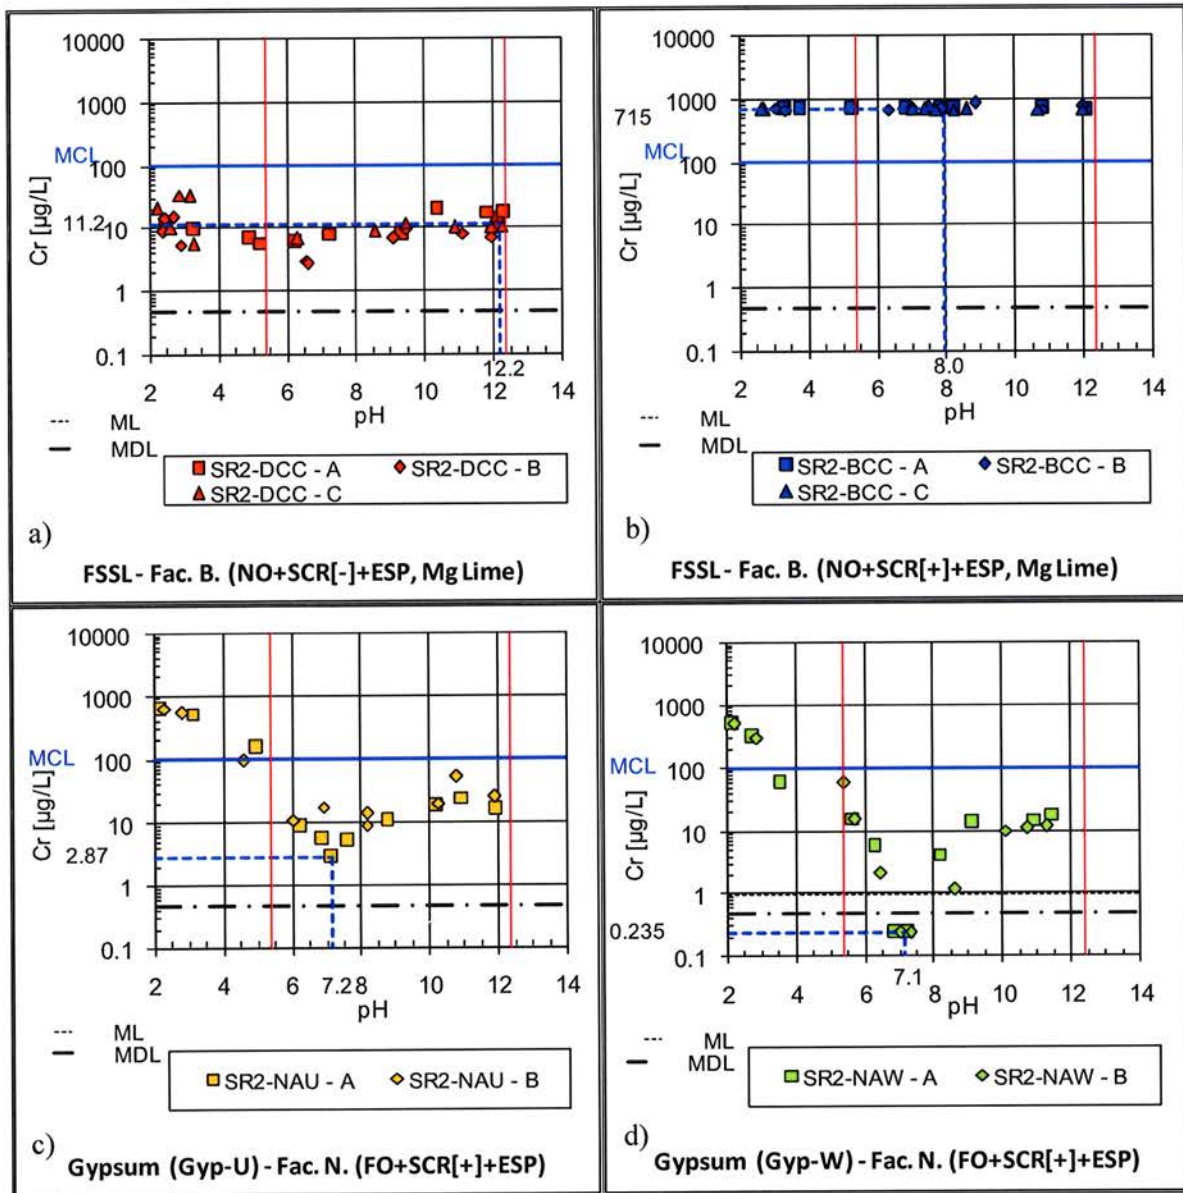 10000
1000
MCL
100
Cr [µg/L]
11.2
10
1
0.1
12.2
2 4 6 8 10 12 14
pH
ML
MDL
SR2-DCC - A SR2-DCC - B
SR2-DCC - C
a)
FSSL - Fac. B. (NO+SCR[-]+ESP, Mg Lime)
10000
1000
715
MCL
100
Cr [µg/L]
10
1
0.1
8.0
2 4 6 8 10 12 14
pH
ML
MDL
SR2-BCC - A SR2-BCC - B
SR2-BCC - C
b)
FSSL - Fac. B. (NO+SCR[+]+ESP, Mg Lime)
10000
1000
MCL
100
Cr [µg/L]
10
2.87
1
0.1
2 4 6 7.2 8 10 12 14
pH
ML
MDL
SR2-NAU - A SR2-NAU - B
c)
Gypsum (Gyp-U) - Fac. N. (FO+SCR[+]+ESP)
10000
1000
MCL
100
Cr [µg/L]
10
1
0.235
0.1
7.1
2 4 6 8 10 12 14
pH
ML
MDL
SR2-NAW - A SR2-NAW - B
d)
Gypsum (Gyp-W) - Fac. N. (FO+SCR[+]+ESP)